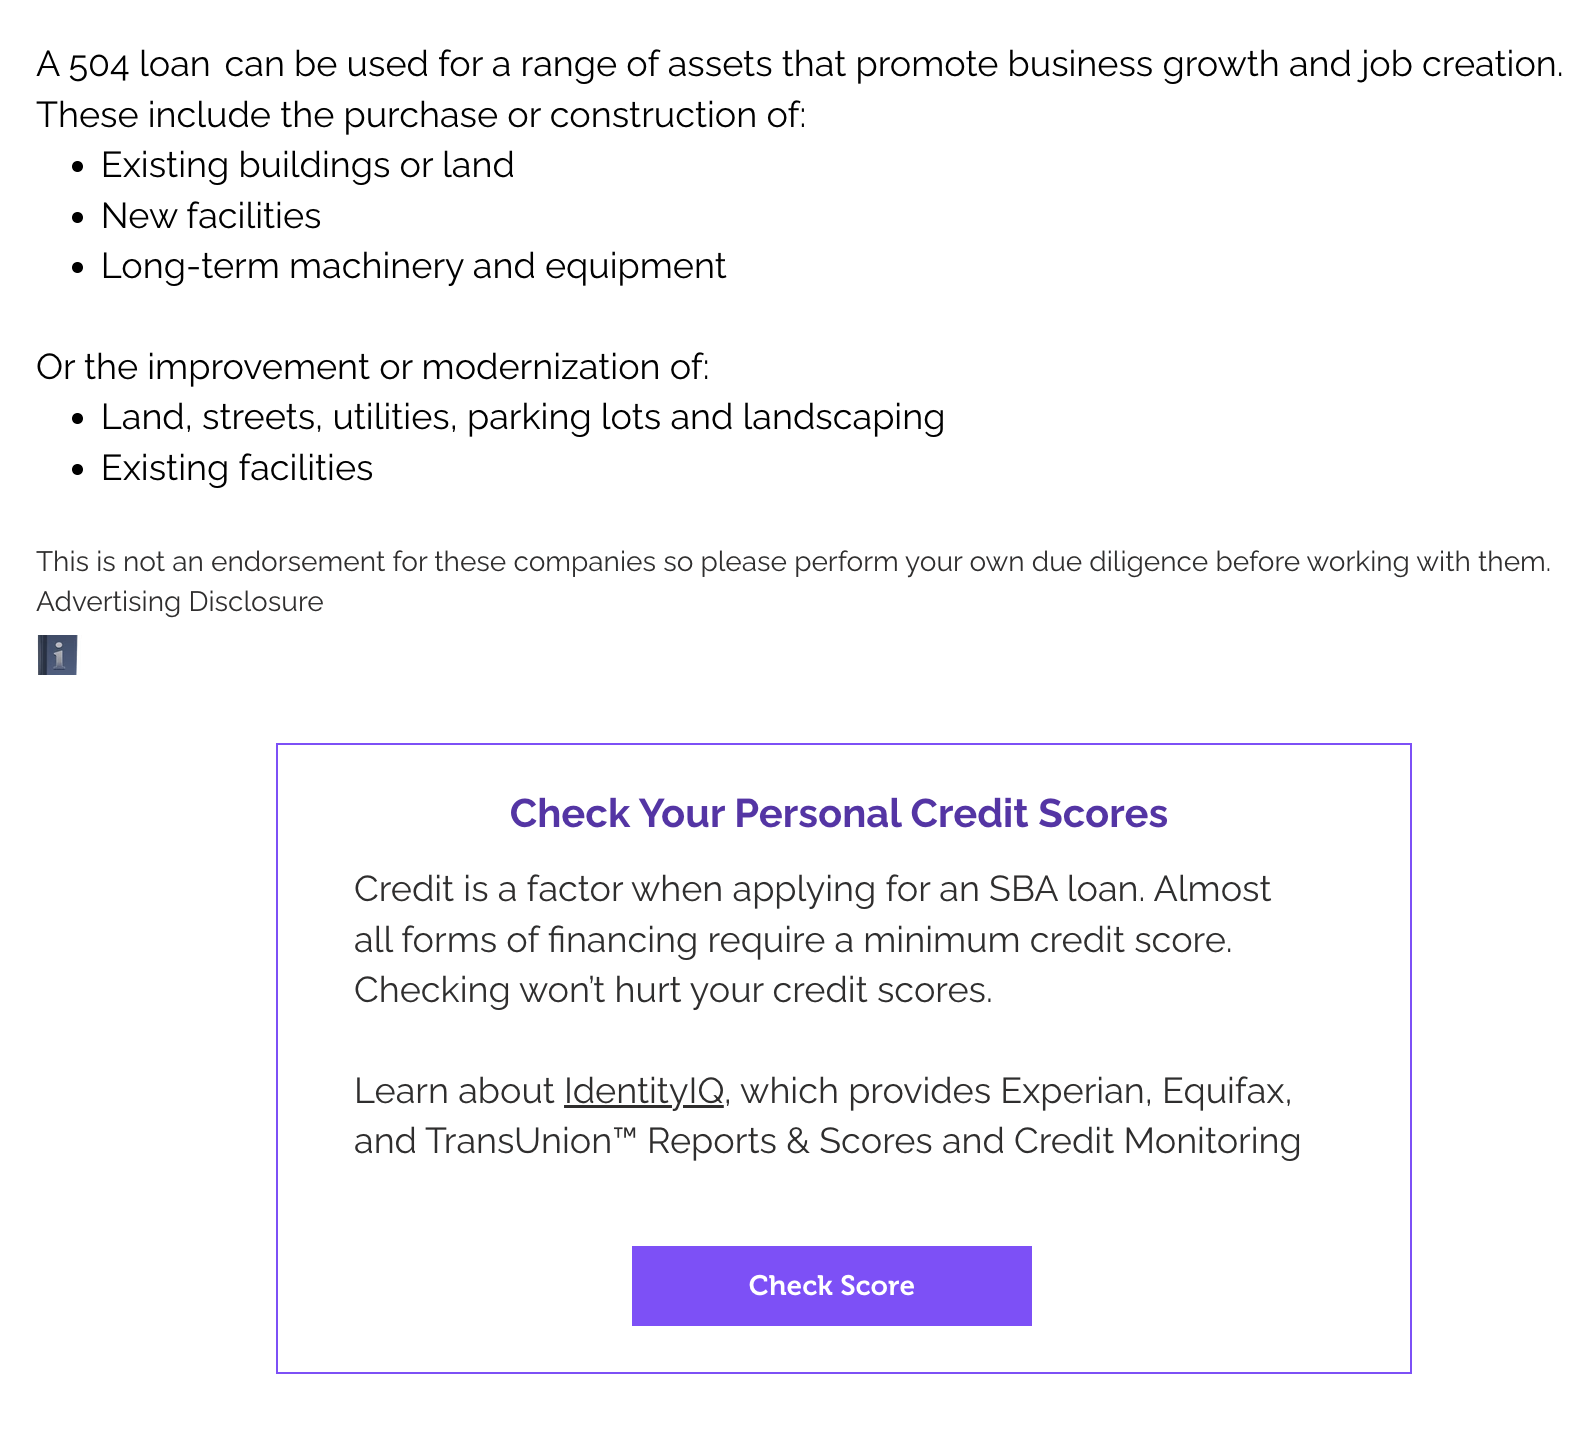 A 504 loan can be used for a range of assets that promote business growth and job creation.
These include the purchase or construction of:
• Existing buildings or land
• New facilities
• Long-term machinery and equipment
Or the improvement or modernization of:
• Land, streets, utilities, parking lots and landscaping
• Existing facilities
This is not an endorsement for these companies so please perform your own due diligence before working with them.
Advertising Disclosure
i
Check Your Personal Credit Scores
Credit is a factor when applying for an SBA loan. Almost
all forms of financing require a minimum credit score.
Checking won’t hurt your credit scores.
Learn about IdentityIQ, which provides Experian, Equifax,
and TransUnion™ Reports & Scores and Credit Monitoring
Check Score